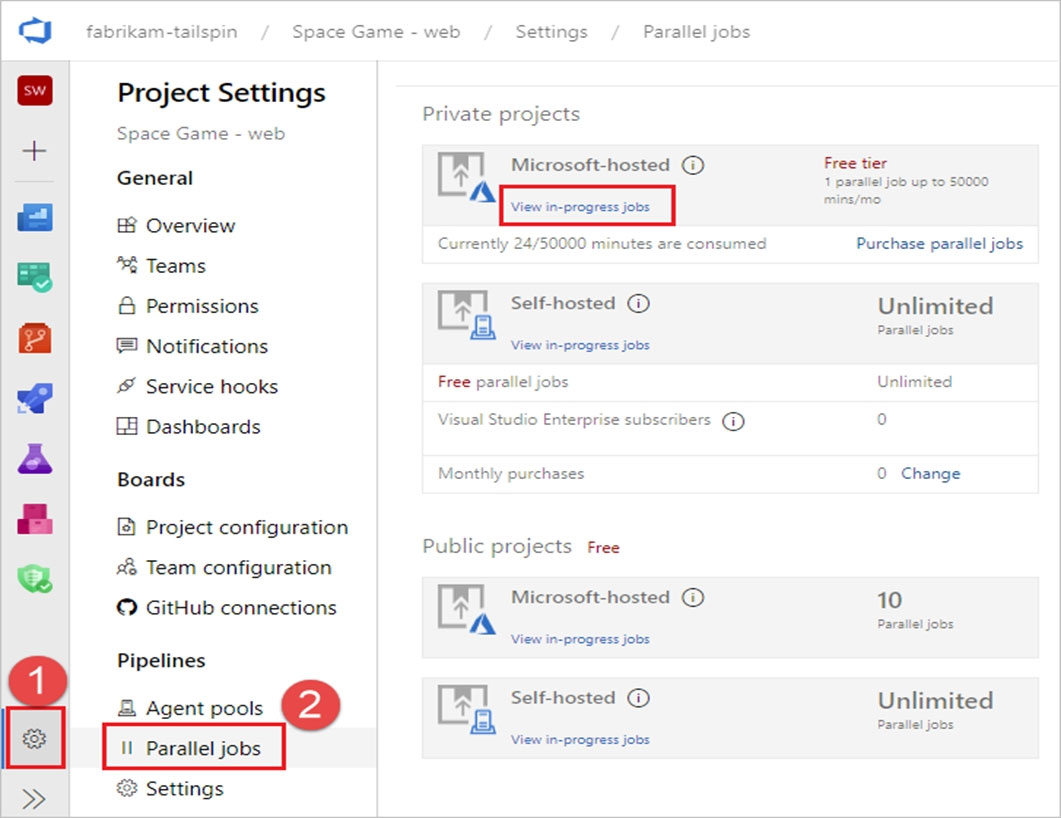 fabrikam-tailspin / Space Game - web / Settings / Parallel jobs
SW
Project Settings
Space Game - web
General
Overview
Teams
Permissions
Notifications
Service hooks
Dashboards
Boards
Project configuration
Team configuration
GitHub connections
Pipelines
1
Agent pools
2
Parallel jobs
Settings
Private projects
Microsoft-hosted
View in-progress jobs
Free tier
1 parallel job up to 50000
mins/mo
Currently 24/50000 minutes are consumed
Purchase parallel jobs
Self-hosted
View in-progress jobs
Unlimited
Parallel jobs
Free parallel jobs
Unlimited
Visual Studio Enterprise subscribers
0
Monthly purchases
0 Change
Public projects Free
Microsoft-hosted
View in-progress jobs
10
Parallel jobs
Self-hosted
View in-progress jobs
Unlimited
Parallel jobs